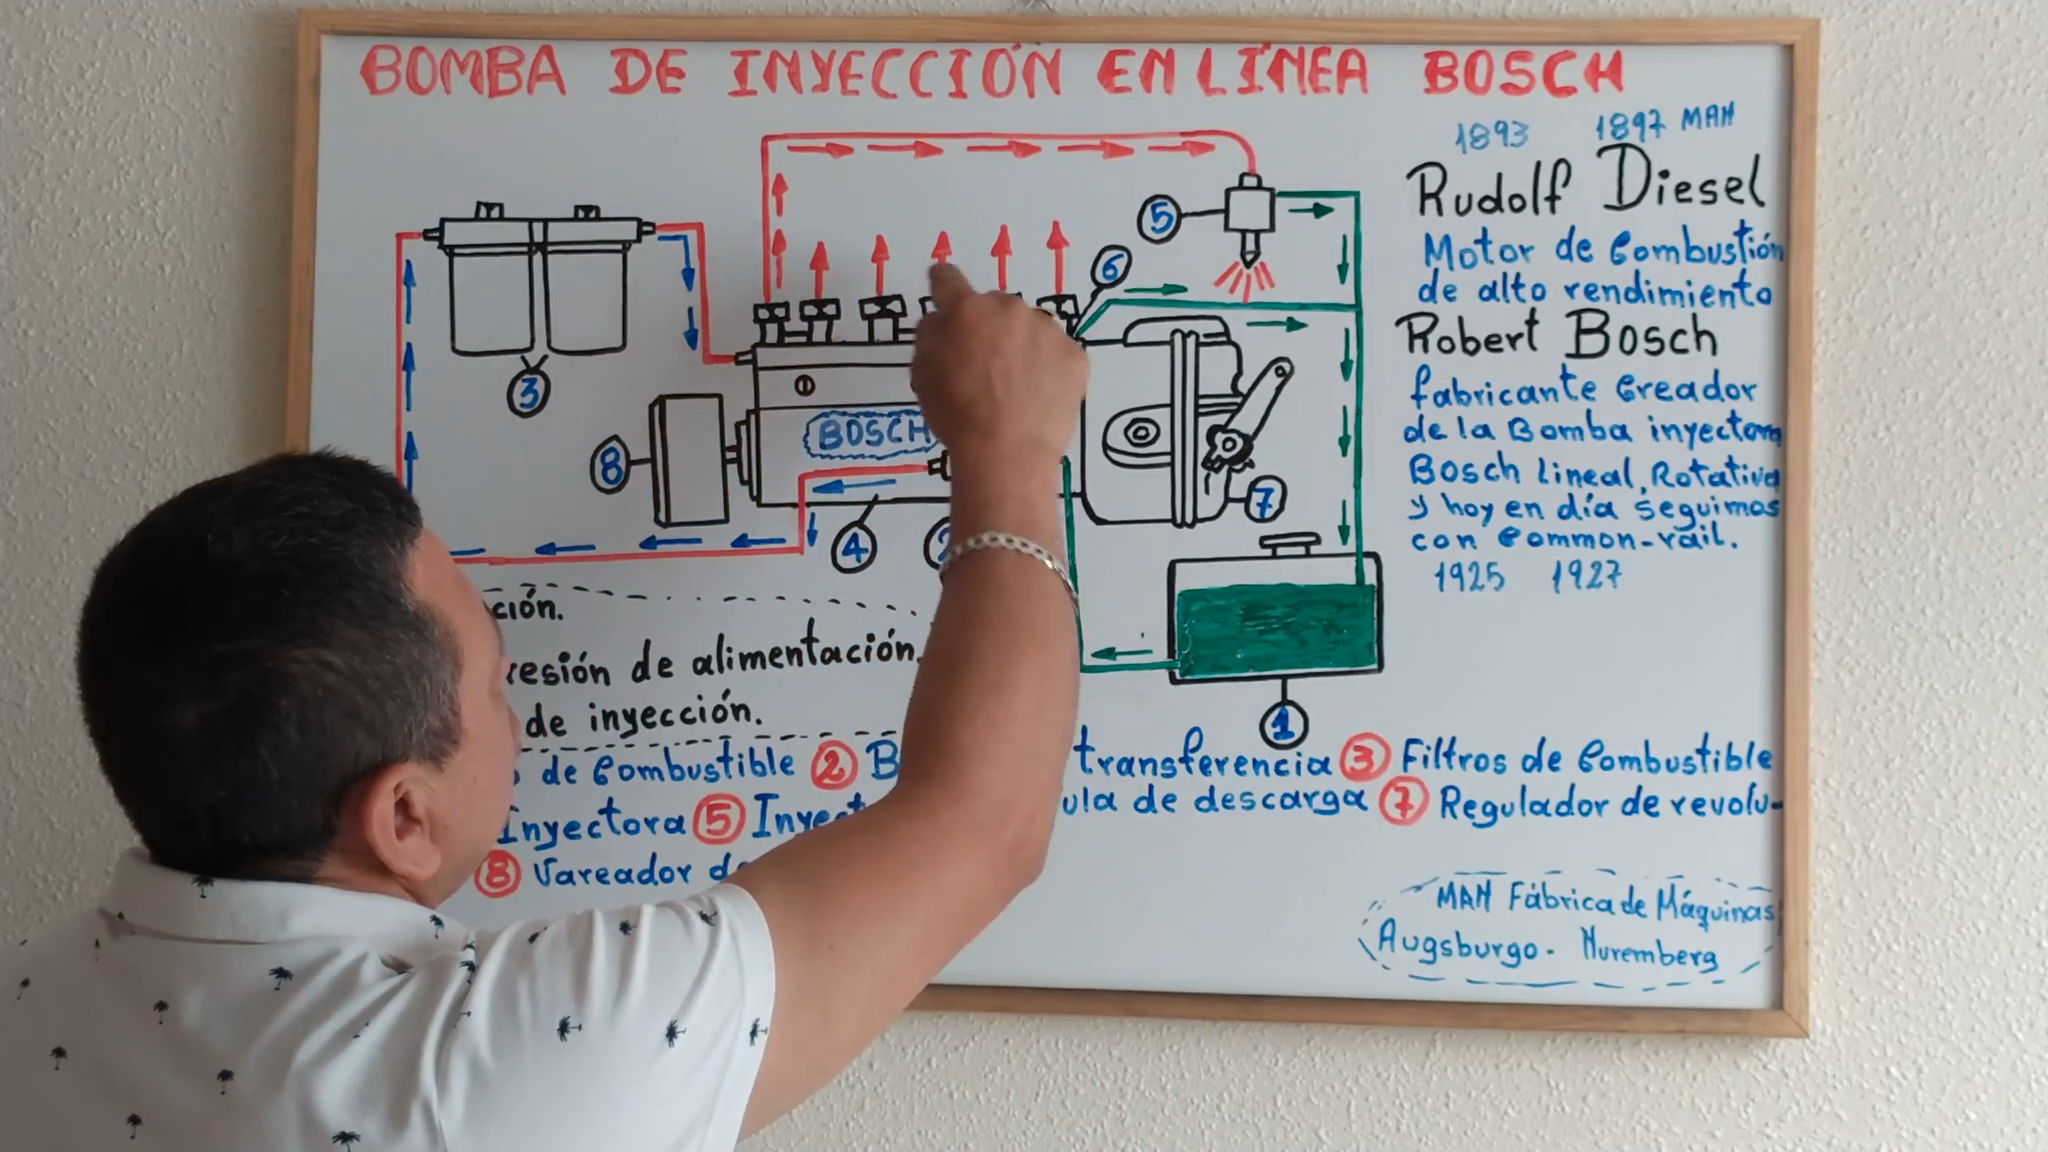 BOMBA DE INYECCIÓN EN LÍNEA BOSCH
1893 1897 MAN
Rudolf Diesel
Motor de Combustión
de alto rendimiento
Robert Bosch
fabricante Creador
de la Bomba inyectora
Bosch Lineal, Rotativa
y hoy en día seguimos
con Common-rail.
1925 1927
5
6
3
8
BOSCH
7
4
2
1
ción.
resión de alimentación.
de inyección.
de Combustible 2 B transferencia 3 Filtros de Combustible
Inyectora 5 Inyect ula de descarga 7 Regulador de revolu-
8 Vareador de
MAN Fábrica de Máquinas
Augsburgo - Nuremberg